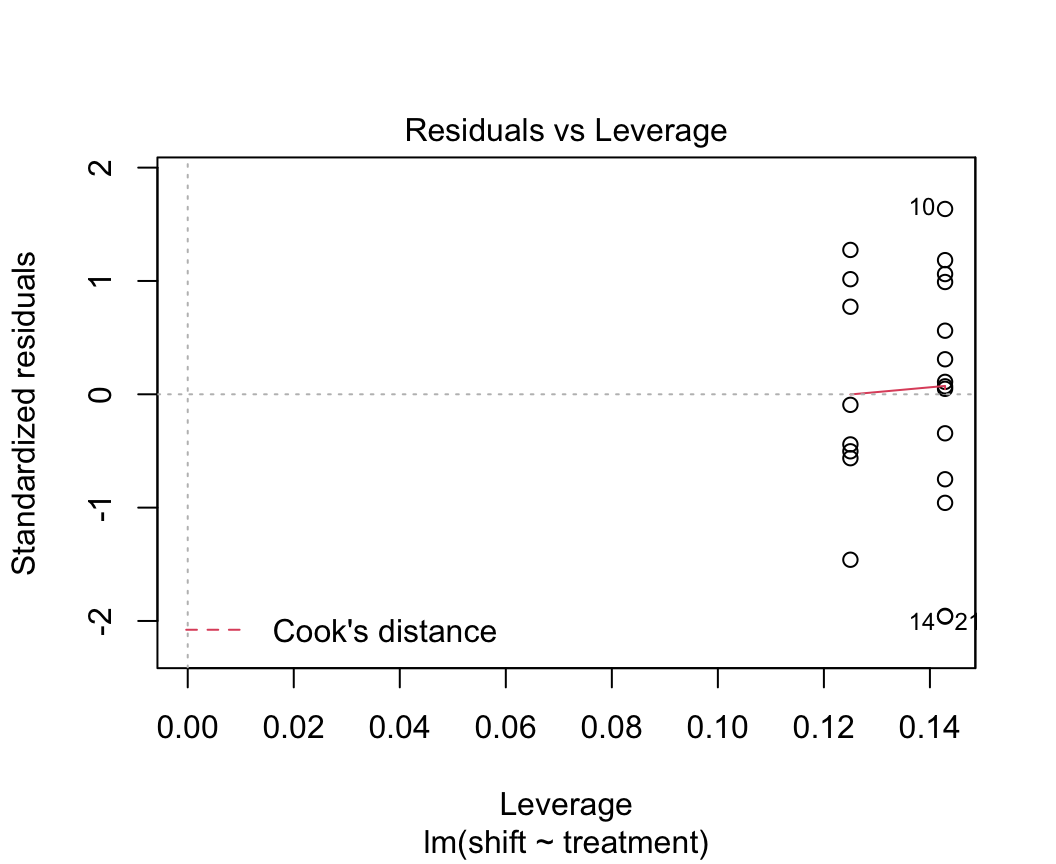 Residuals vs Leverage
Standardized residuals
2
1
0
-1
-2
10
14 21
Cook's distance
0.00 0.02 0.04 0.06 0.08 0.10 0.12 0.14
Leverage
lm(shift ~ treatment)